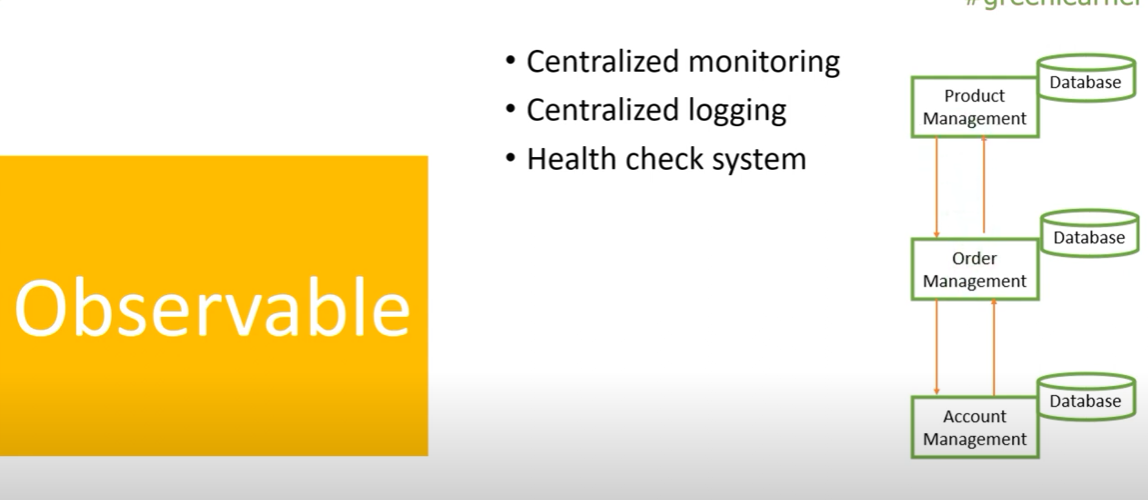 Observable
• Centralized monitoring
• Centralized logging
• Health check system
Product
Management
Database
Order
Management
Database
Account
Management
Database